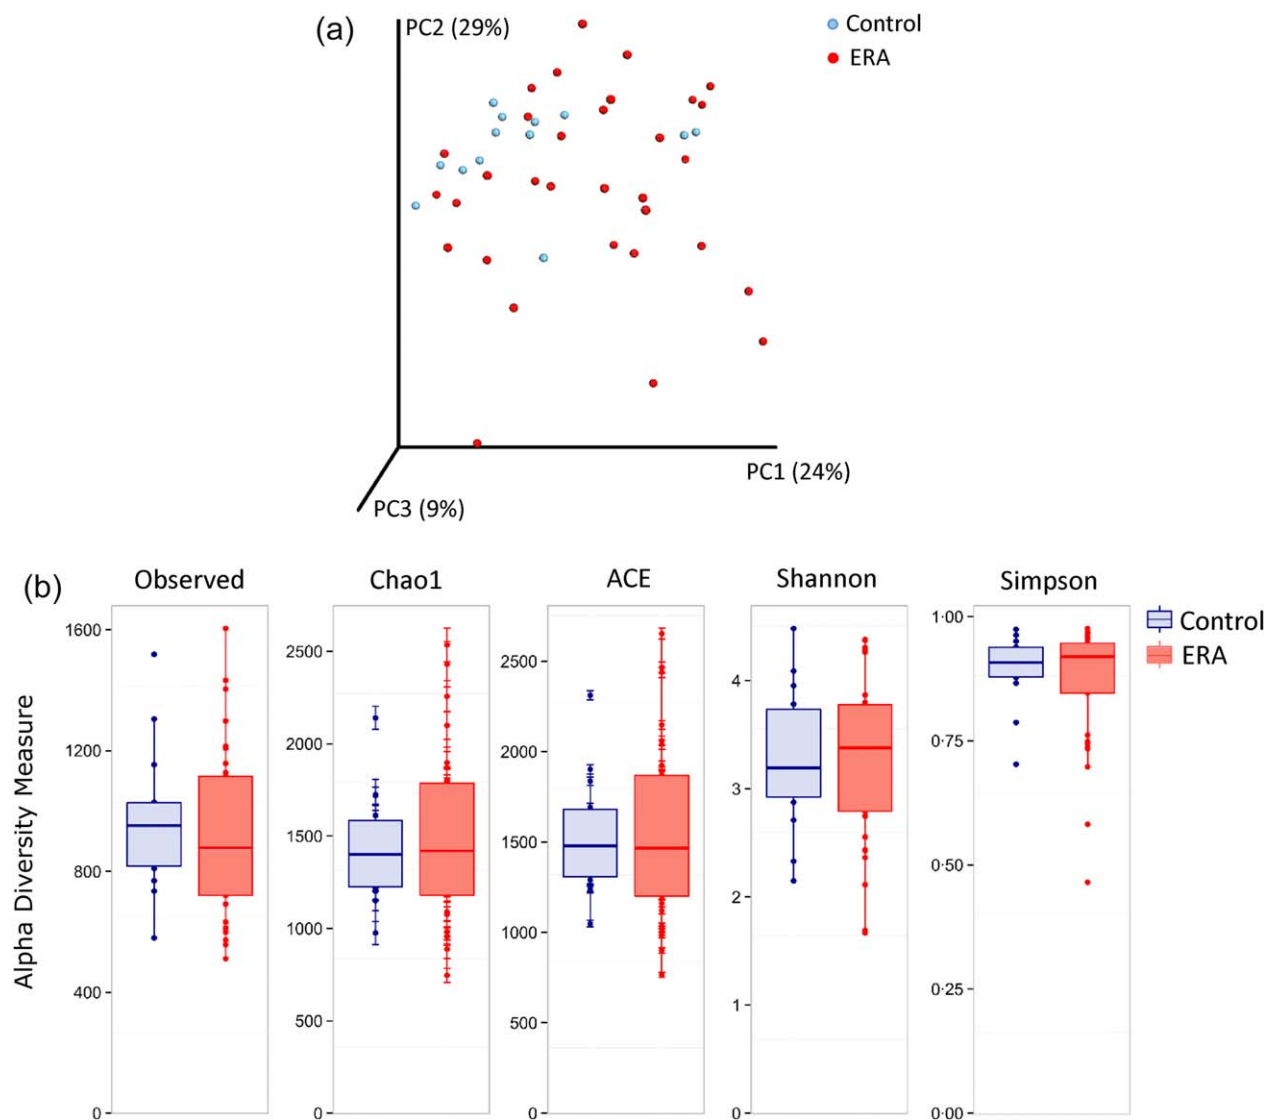 (a)
PC2 (29%)
Control
ERA
PC1 (24%)
PC3 (9%)
(b)
Observed
Chao1
ACE
Shannon
Simpson
Control
ERA
Alpha Diversity Measure
1600
1200
800
400
0
2500
2000
1500
1000
500
0
2500
2000
1500
1000
500
0
4
3
2
1
0
1·00
0·75
0·50
0·25
0·00